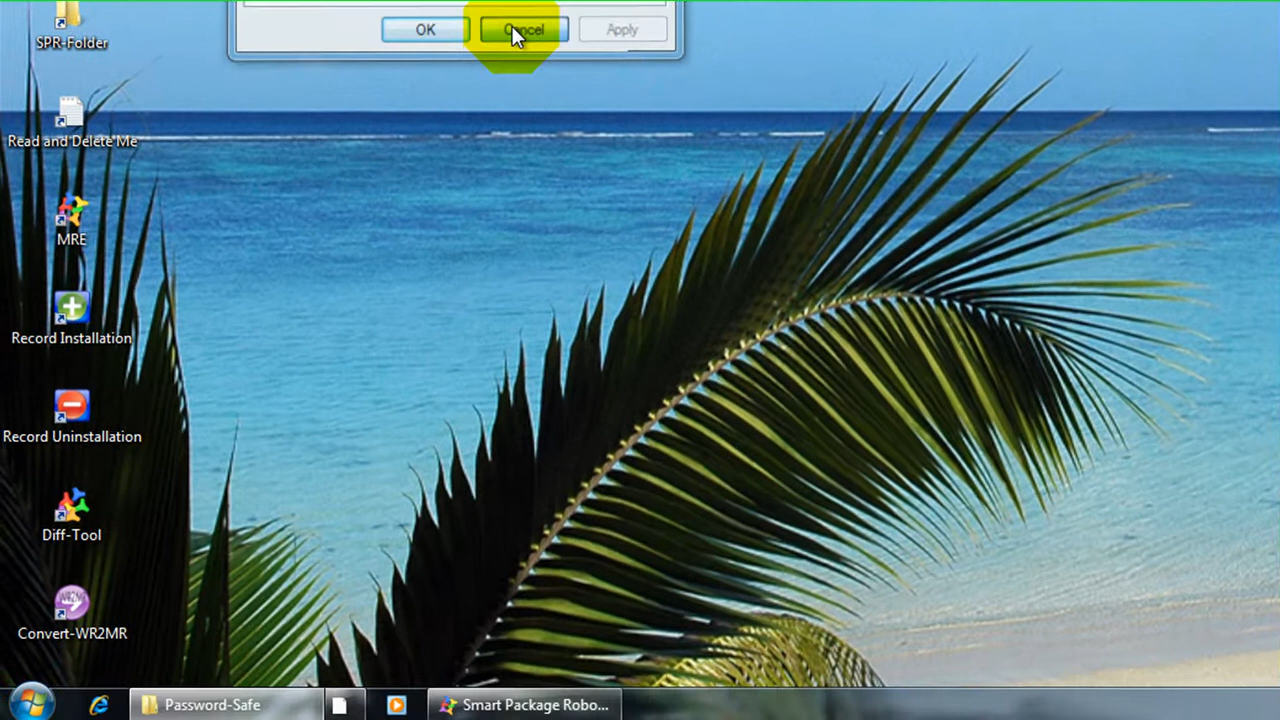 OK
Cancel
Apply
SPR-Folder
Read and Delete Me
MRE
Record Installation
Record Uninstallation
Diff-Tool
WR2MR
Convert-WR2MR
Password-Safe
Smart Package Robo...